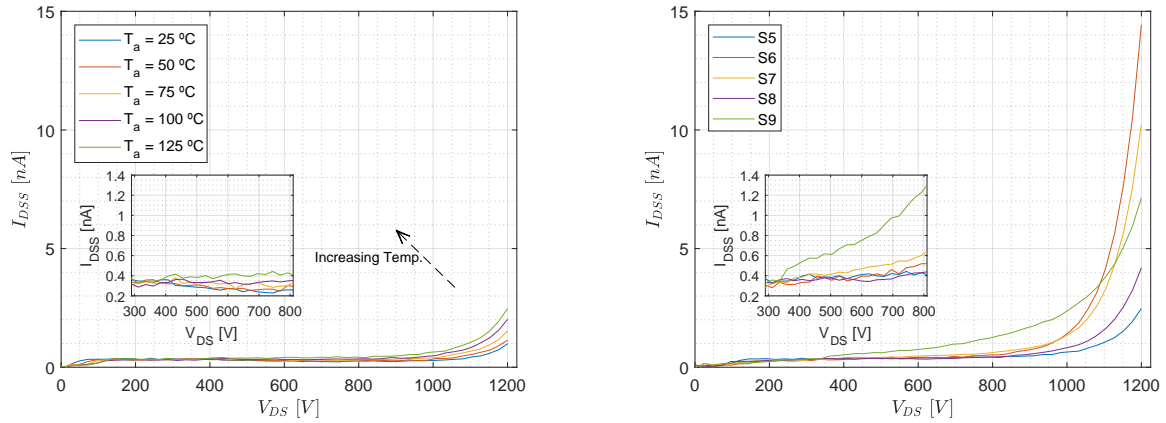 15
10
5
0
I_DSS [nA]
T_a = 25 ºC
T_a = 50 ºC
T_a = 75 ºC
T_a = 100 ºC
T_a = 125 ºC
1.4
1.2
1
0.8
0.6
0.4
0.2
I_DSS [nA]
300 400 500 600 700 800
V_DS [V]
Increasing Temp.
0 200 400 600 800 1000 1200
V_DS [V]
15
10
5
0
I_DSS [nA]
S5
S6
S7
S8
S9
1.4
1.2
1
0.8
0.6
0.4
0.2
I_DSS [nA]
300 400 500 600 700 800
V_DS [V]
0 200 400 600 800 1000 1200
V_DS [V]